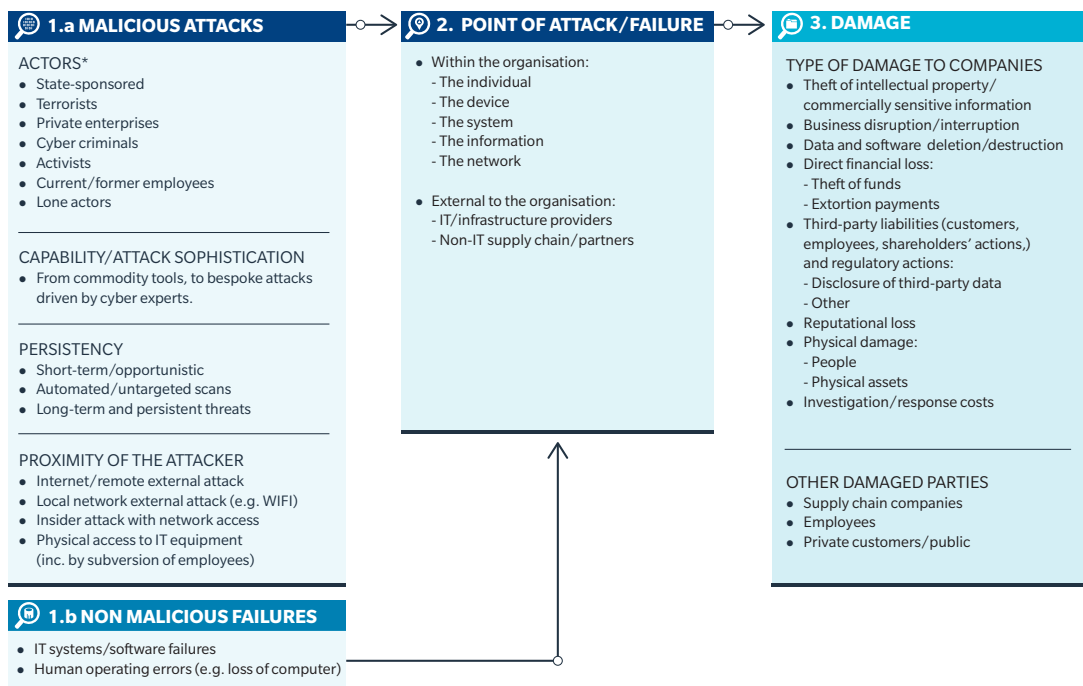 1.a MALICIOUS ATTACKS
ACTORS*
● State-sponsored
● Terrorists
● Private enterprises
● Cyber criminals
● Activists
● Current/former employees
● Lone actors
CAPABILITY/ATTACK SOPHISTICATION
● From commodity tools, to bespoke attacks
driven by cyber experts.
PERSISTENCY
● Short-term/opportunistic
● Automated/untargeted scans
● Long-term and persistent threats
PROXIMITY OF THE ATTACKER
● Internet/remote external attack
● Local network external attack (e.g. WIFI)
● Insider attack with network access
● Physical access to IT equipment
(inc. by subversion of employees)
1.b NON MALICIOUS FAILURES
● IT systems/software failures
● Human operating errors (e.g. loss of computer)
2. POINT OF ATTACK/FAILURE
● Within the organisation:
- The individual
- The device
- The system
- The information
- The network
● External to the organisation:
- IT/infrastructure providers
- Non-IT supply chain/partners
3. DAMAGE
TYPE OF DAMAGE TO COMPANIES
● Theft of intellectual property/
commercially sensitive information
● Business disruption/interruption
● Data and software deletion/destruction
● Direct financial loss:
- Theft of funds
- Extortion payments
● Third-party liabilities (customers,
employees, shareholders' actions,)
and regulatory actions:
- Disclosure of third-party data
- Other
● Reputational loss
● Physical damage:
- People
- Physical assets
● Investigation/response costs
OTHER DAMAGED PARTIES
● Supply chain companies
● Employees
● Private customers/public